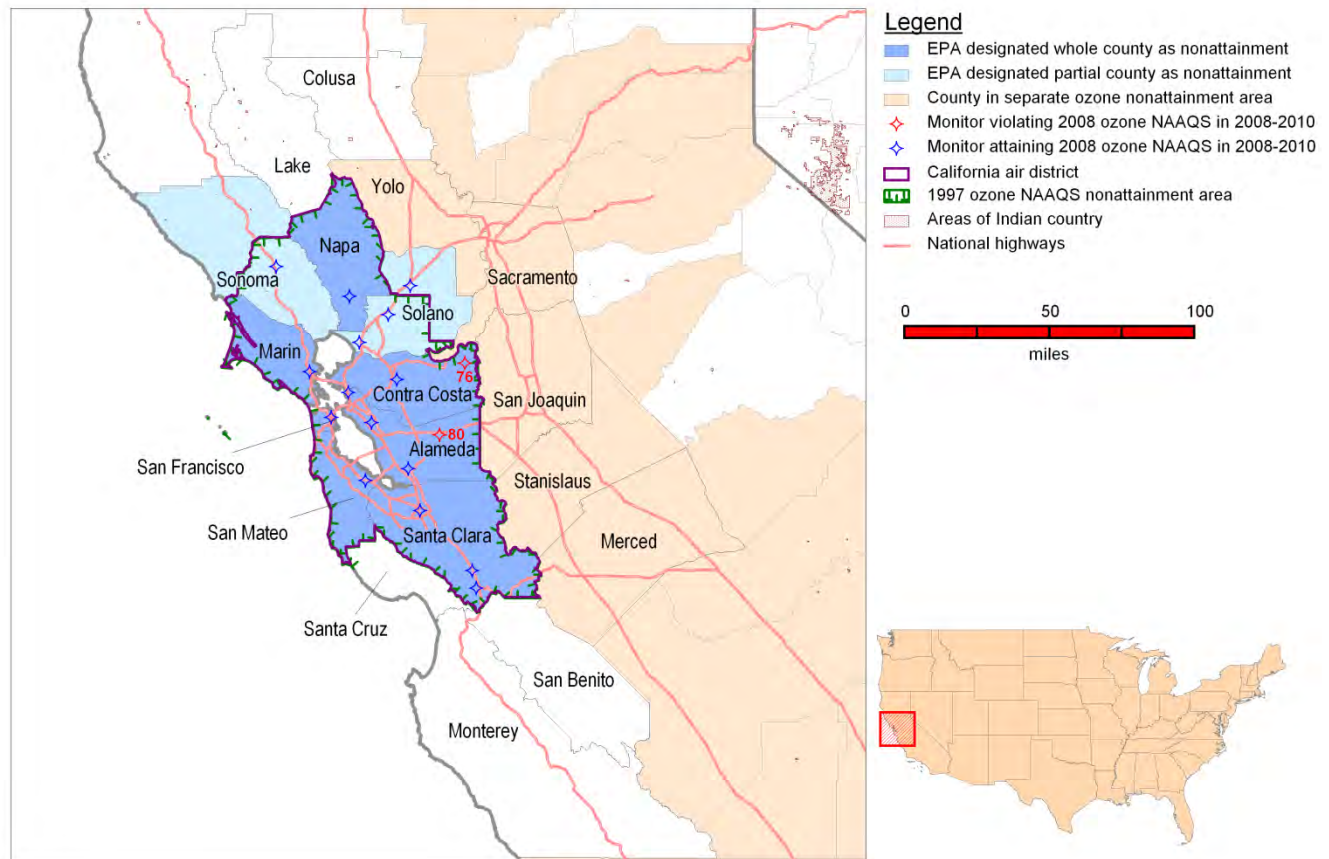 Colusa
Lake
Yolo
Napa
Sacramento
Sonoma
Solano
Marin
76
Contra Costa
San Joaquin
80
Alameda
San Francisco
Stanislaus
San Mateo
Santa Clara
Merced
Santa Cruz
San Benito
Monterey
Legend
EPA designated whole county as nonattainment
EPA designated partial county as nonattainment
County in separate ozone nonattainment area
Monitor violating 2008 ozone NAAQS in 2008-2010
Monitor attaining 2008 ozone NAAQS in 2008-2010
California air district
1997 ozone NAAQS nonattainment area
Areas of Indian country
National highways
0 50 100
miles